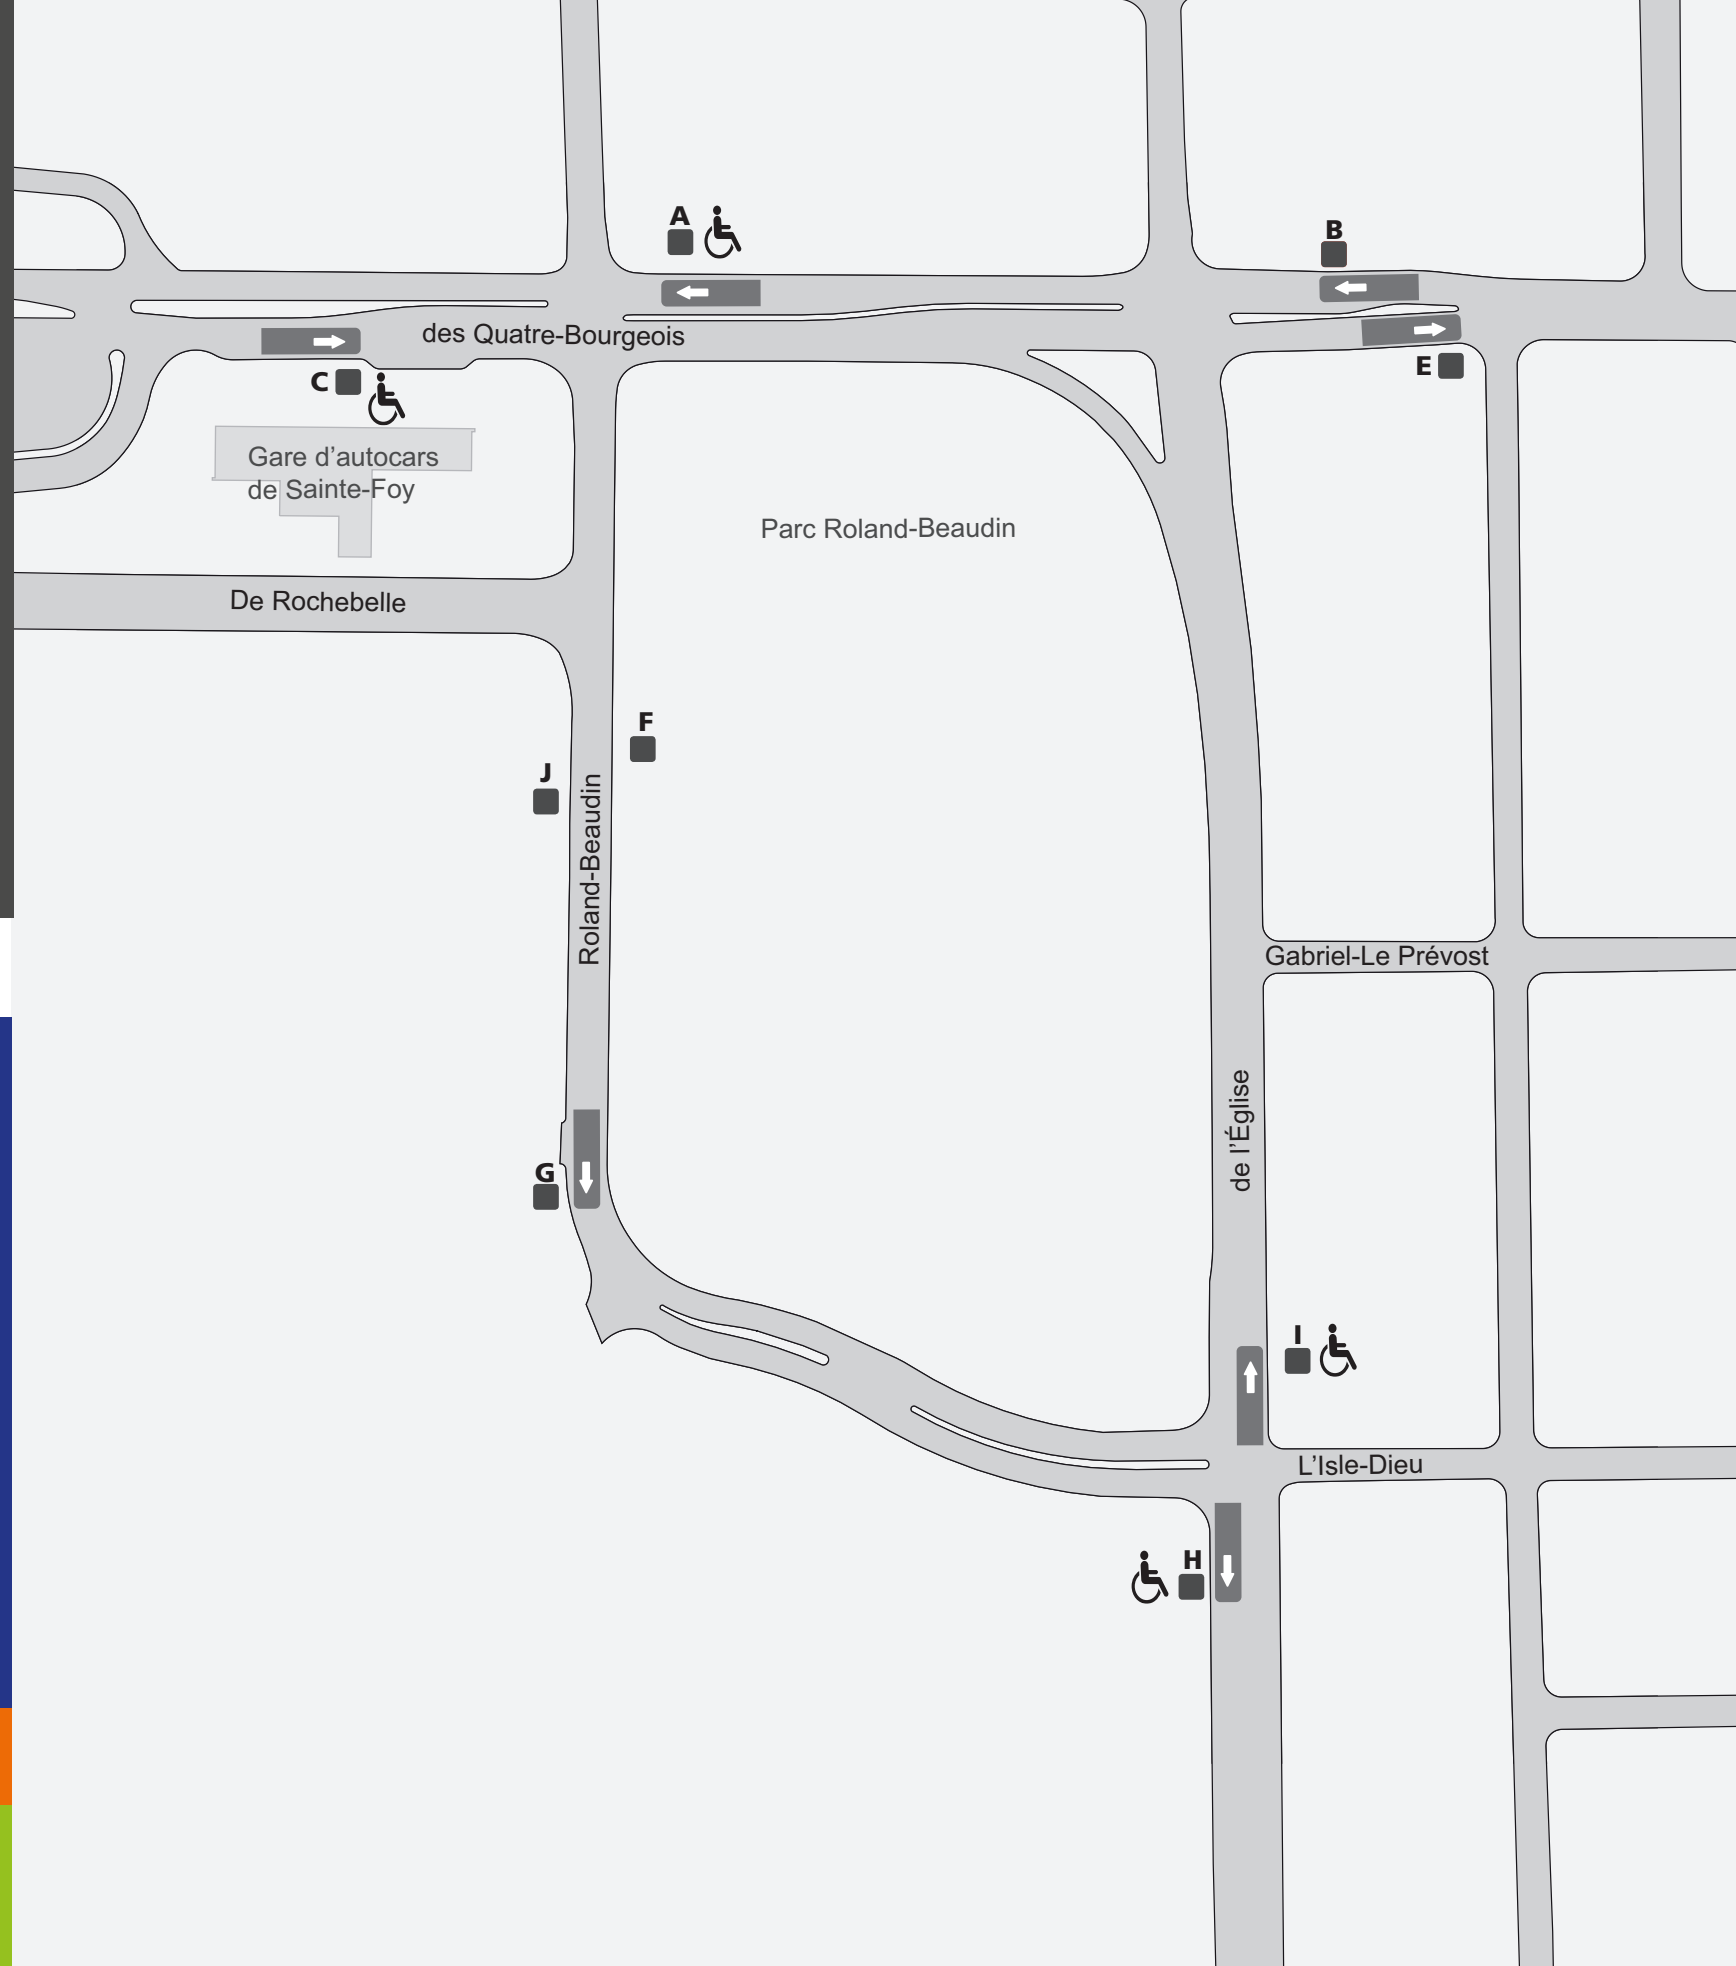 A
B
des Quatre-Bourgeois
C
E
Gare d’autocars
de Sainte-Foy
Parc Roland-Beaudin
De Rochebelle
F
J
Roland-Beaudin
Gabriel-Le Prévost
de l’Église
G
I
L’Isle-Dieu
H